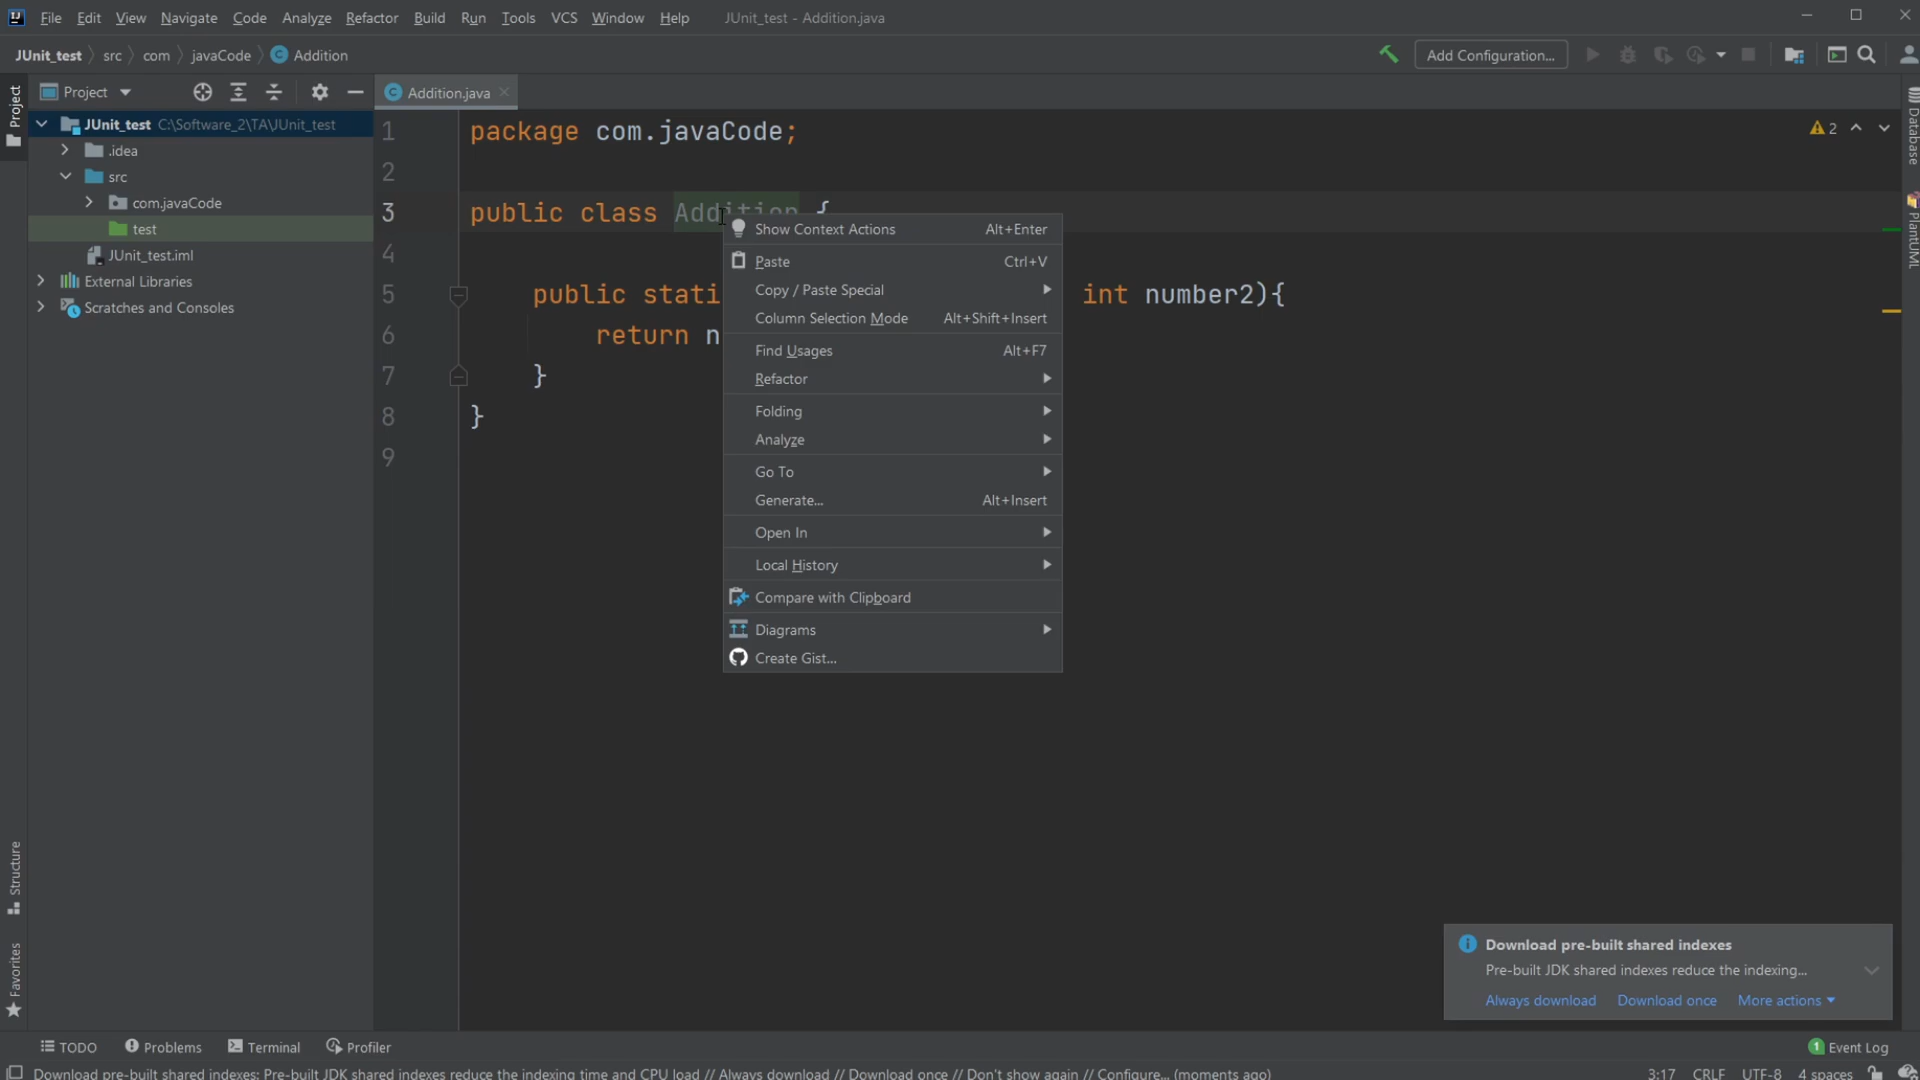 File Edit View Navigate Code Analyze Refactor Build Run Tools VCS Window Help JUnit_test - Addition.java
JUnit_test src com javaCode Addition
Add Configuration...
Project
Addition.java
Project
JUnit_test C:\Software_2\TA\JUnit_test
.idea
src
com.javaCode
test
JUnit_test.iml
External Libraries
Scratches and Consoles
1 package com.javaCode;
2
3 public class Addition {
4
5 public stati int number2){
6 return n
7 }
8 }
9
2
Show Context Actions Alt+Enter
Paste Ctrl+V
Copy / Paste Special
Column Selection Mode Alt+Shift+Insert
Find Usages Alt+F7
Refactor
Folding
Analyze
Go To
Generate... Alt+Insert
Open In
Local History
Compare with Clipboard
Diagrams
Create Gist...
Database
PlantUML
Structure
Favorites
Download pre-built shared indexes
Pre-built JDK shared indexes reduce the indexing...
Always download Download once More actions
TODO Problems Terminal Profiler
1 Event Log
Download pre-built shared indexes: Pre-built JDK shared indexes reduce the indexing time and CPU load // Always download // Download once // Don't show again // Configure... (moments ago)
3:17 CRLF UTF-8 4 spaces